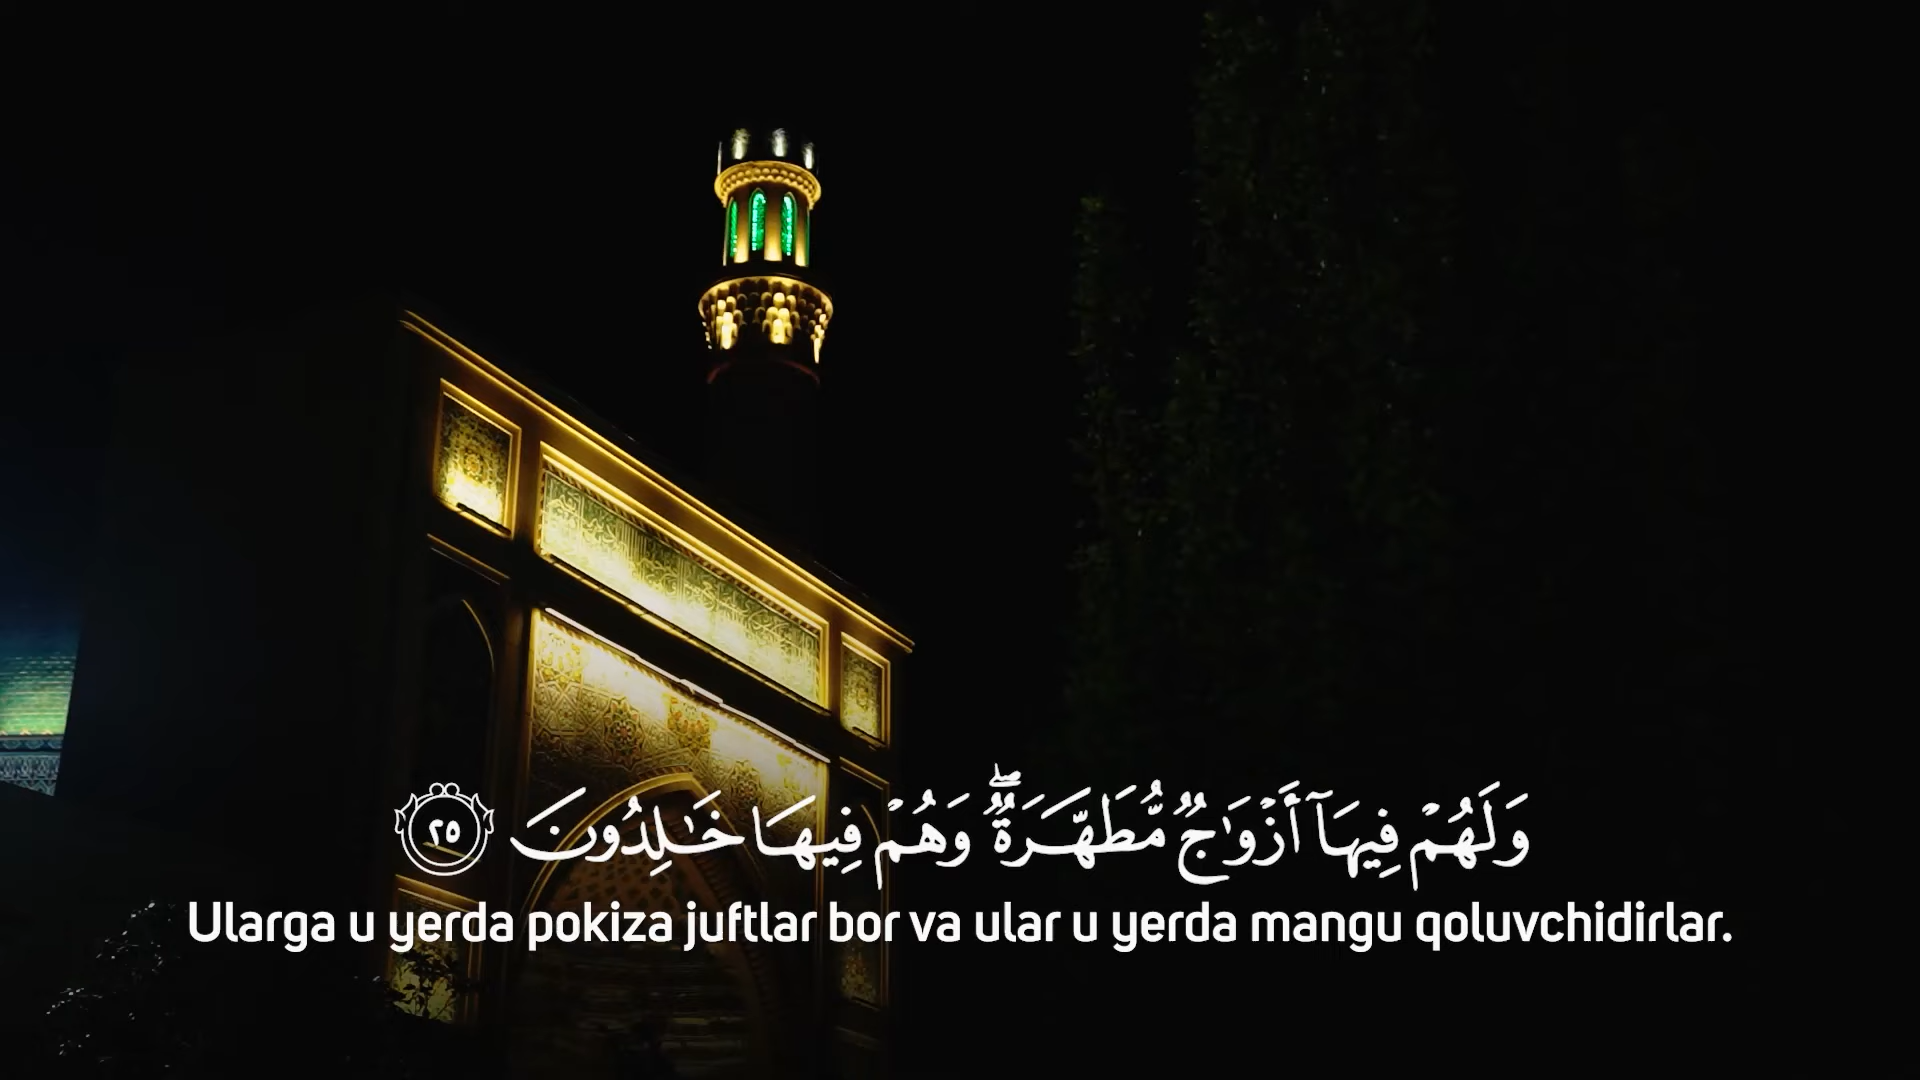 وَلَهُمْ فِيهَآ أَزْوَٰجٌ مُّطَهَّرَةٌ ۖ وَهُمْ فِيهَا خَـٰلِدُونَ ٢٥
Ularga u yerda pokiza juftlar bor va ular u yerda mangu qoluvchidirlar.